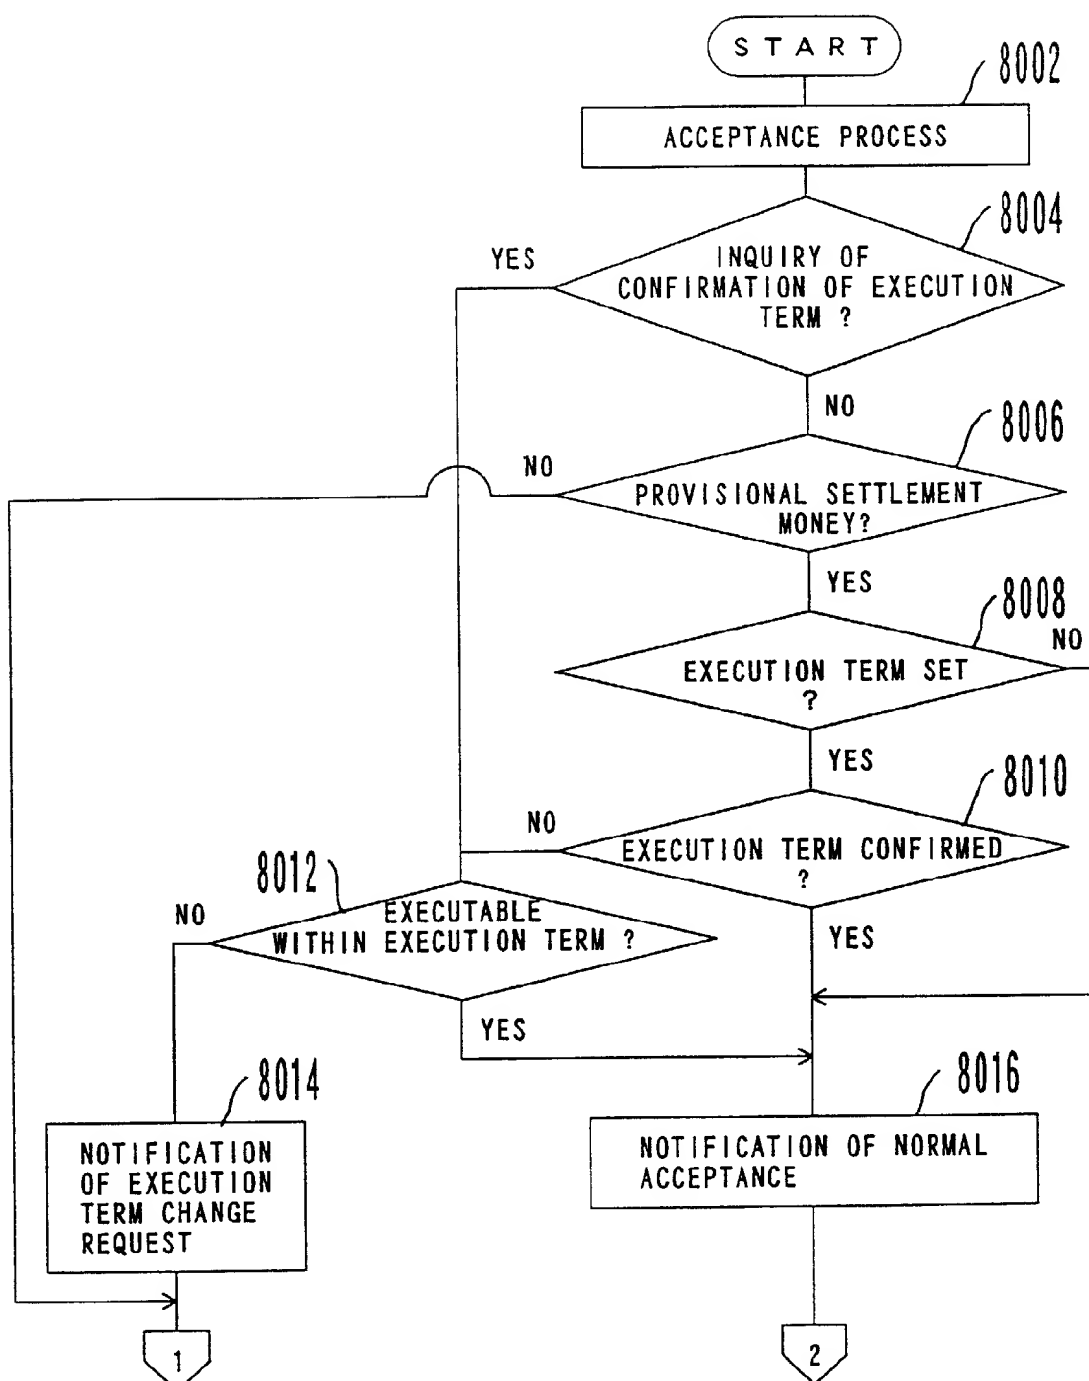 START
8002
ACCEPTANCE PROCESS
8004
YES
INQUIRY OF
CONFIRMATION OF EXECUTION
TERM ?
NO
8006
NO
PROVISIONAL SETTLEMENT
MONEY?
YES
8008
NO
EXECUTION TERM SET
?
YES
8010
NO
EXECUTION TERM CONFIRMED
?
8012
NO
EXECUTABLE
WITHIN EXECUTION TERM ?
YES
YES
8014
8016
NOTIFICATION
OF EXECUTION
TERM CHANGE
REQUEST
NOTIFICATION OF NORMAL
ACCEPTANCE
1
2